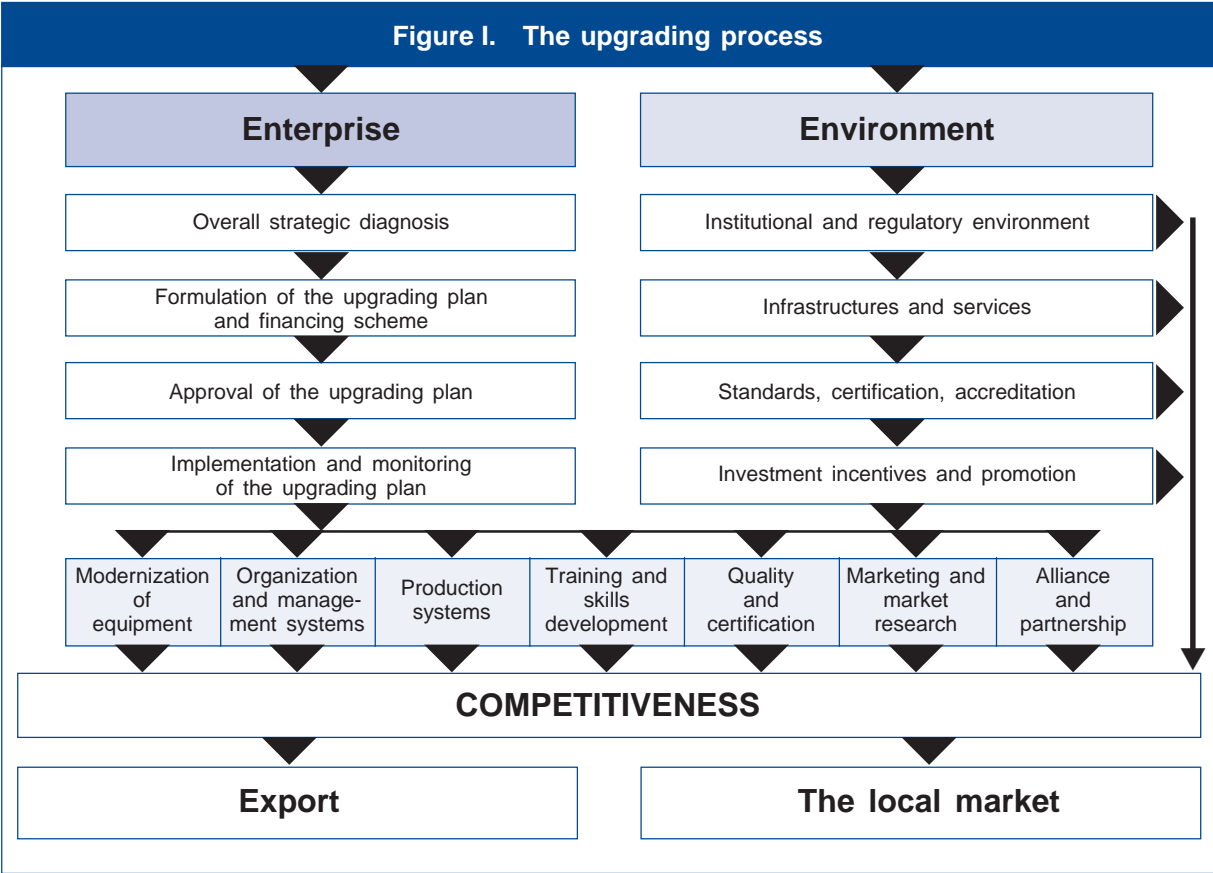 Figure I. The upgrading process
Enterprise
Environment
Overall strategic diagnosis
Institutional and regulatory environment
Formulation of the upgrading plan
and financing scheme
Infrastructures and services
Approval of the upgrading plan
Standards, certification, accreditation
Implementation and monitoring
of the upgrading plan
Investment incentives and promotion
Modernization
of
equipment
Organization
and manage-
ment systems
Production
systems
Training and
skills
development
Quality
and
certification
Marketing and
market
research
Alliance
and
partnership
COMPETITIVENESS
Export
The local market